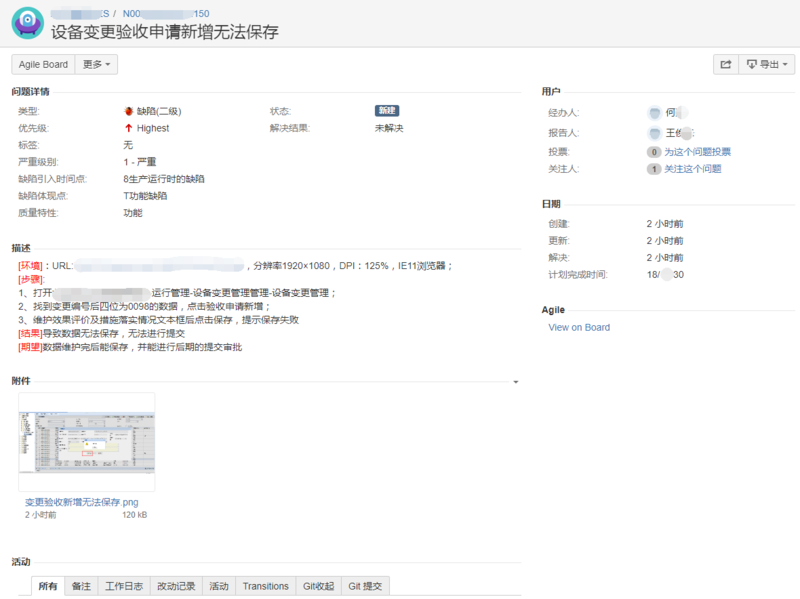 S / N00 150
设备变更验收申请新增无法保存
Agile Board 更多 导出
问题详情
类型: 缺陷(二级) 状态: 新建
优先级: Highest 解决结果: 未解决
标签: 无
严重级别: 1 - 严重
缺陷引入时间点: 8生产运行时的缺陷
缺陷体现点: T功能缺陷
质量特性: 功能
描述
[环境]：URL: ，分辨率1920×1080，DPI：125%，IE11浏览器；
[步骤]:
1、打开 运行管理-设备变更管理管理-设备变更管理；
2、找到变更编号后四位为0098的数据，点击验收申请新增；
3、维护效果评价及措施落实情况文本框后点击保存，提示保存失败
[结果]导致数据无法保存，无法进行提交
[期望]数据维护完后能保存，并能进行后期的提交审批
附件
变更验收新增无法保存.png
2 小时前 120 kB
活动
所有 备注 工作日志 改动记录 活动 Transitions Git收起 Git 提交
用户
经办人: 何
报告人: 王
投票: 0 为这个问题投票
关注人: 1 关注这个问题
日期
创建: 2 小时前
更新: 2 小时前
解决: 2 小时前
计划完成时间: 18/ 30
Agile
View on Board